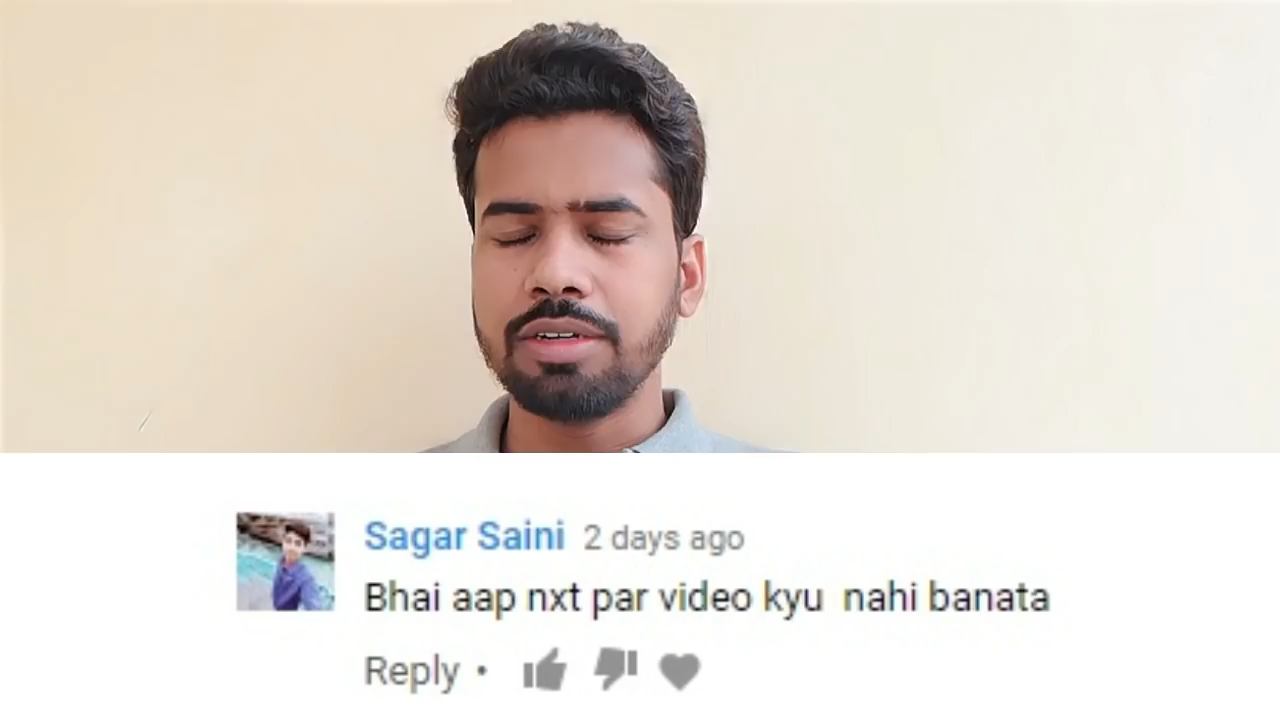 Sagar Saini 2 days ago
Bhai aap nxt par video kyu nahi banata
Reply •